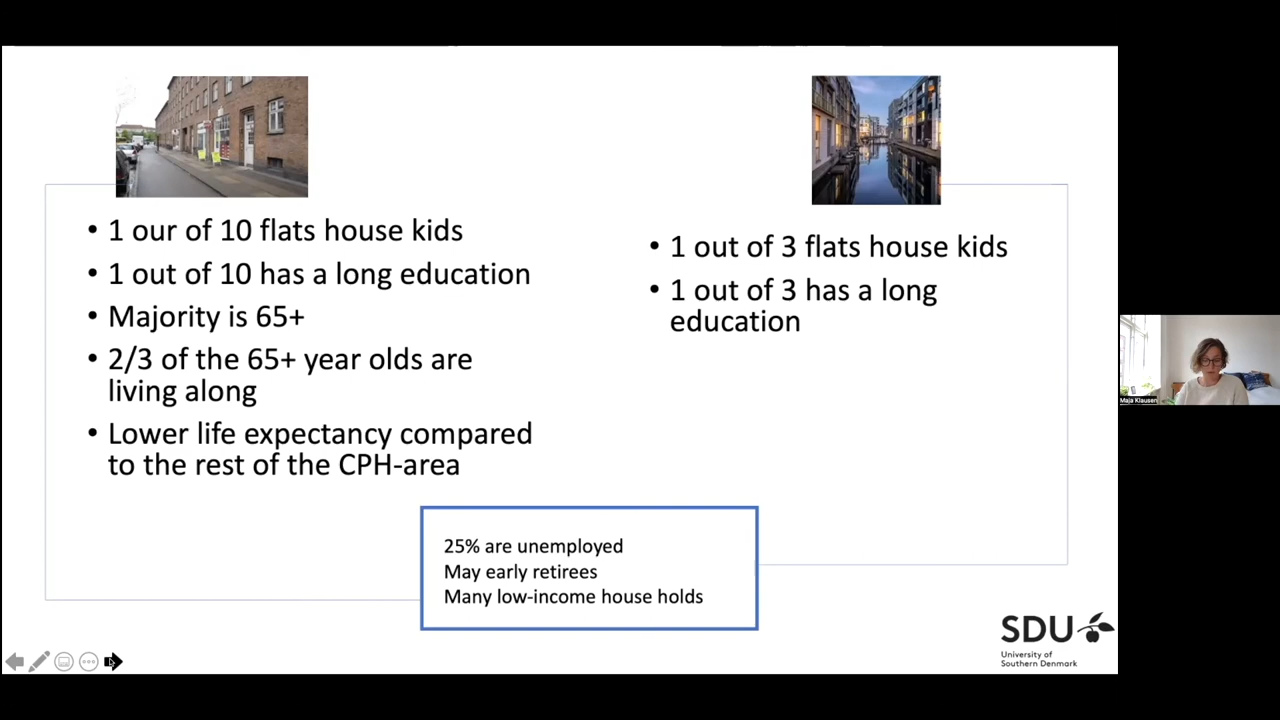 • 1 our of 10 flats house kids
• 1 out of 10 has a long education
• Majority is 65+
• 2/3 of the 65+ year olds are
living along
• Lower life expectancy compared
to the rest of the CPH-area
• 1 out of 3 flats house kids
• 1 out of 3 has a long
education
25% are unemployed
May early retirees
Many low-income house holds
SDU
University of
Southern Denmark
Maja Klausen